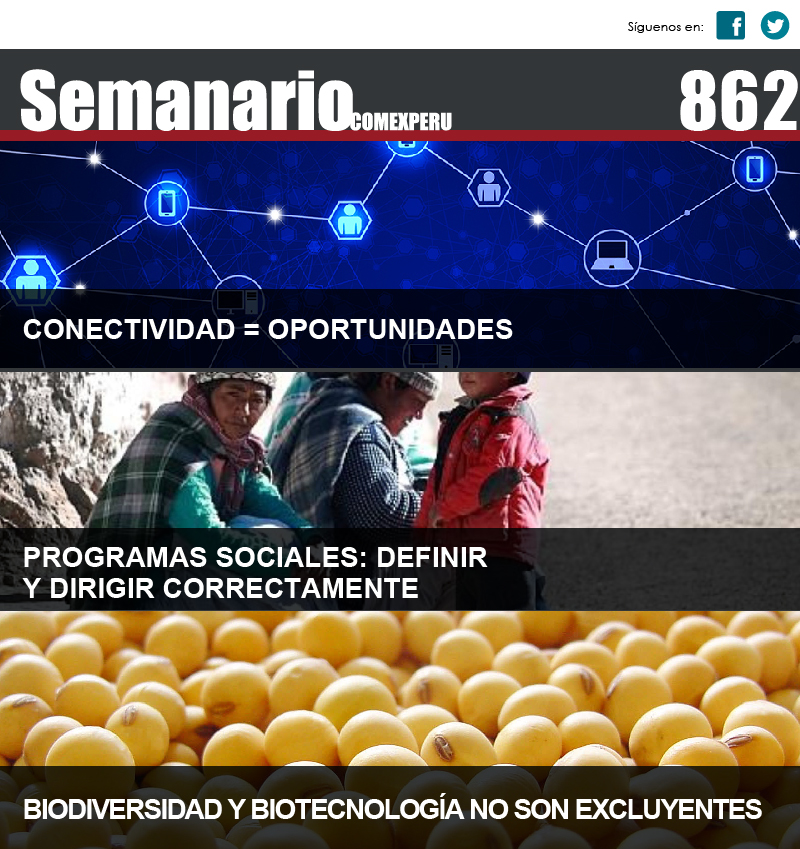 Síguenos en:
Semanario COMEXPERU 862
CONECTIVIDAD = OPORTUNIDADES
PROGRAMAS SOCIALES: DEFINIR
Y DIRIGIR CORRECTAMENTE
BIODIVERSIDAD Y BIOTECNOLOGÍA NO SON EXCLUYENTES